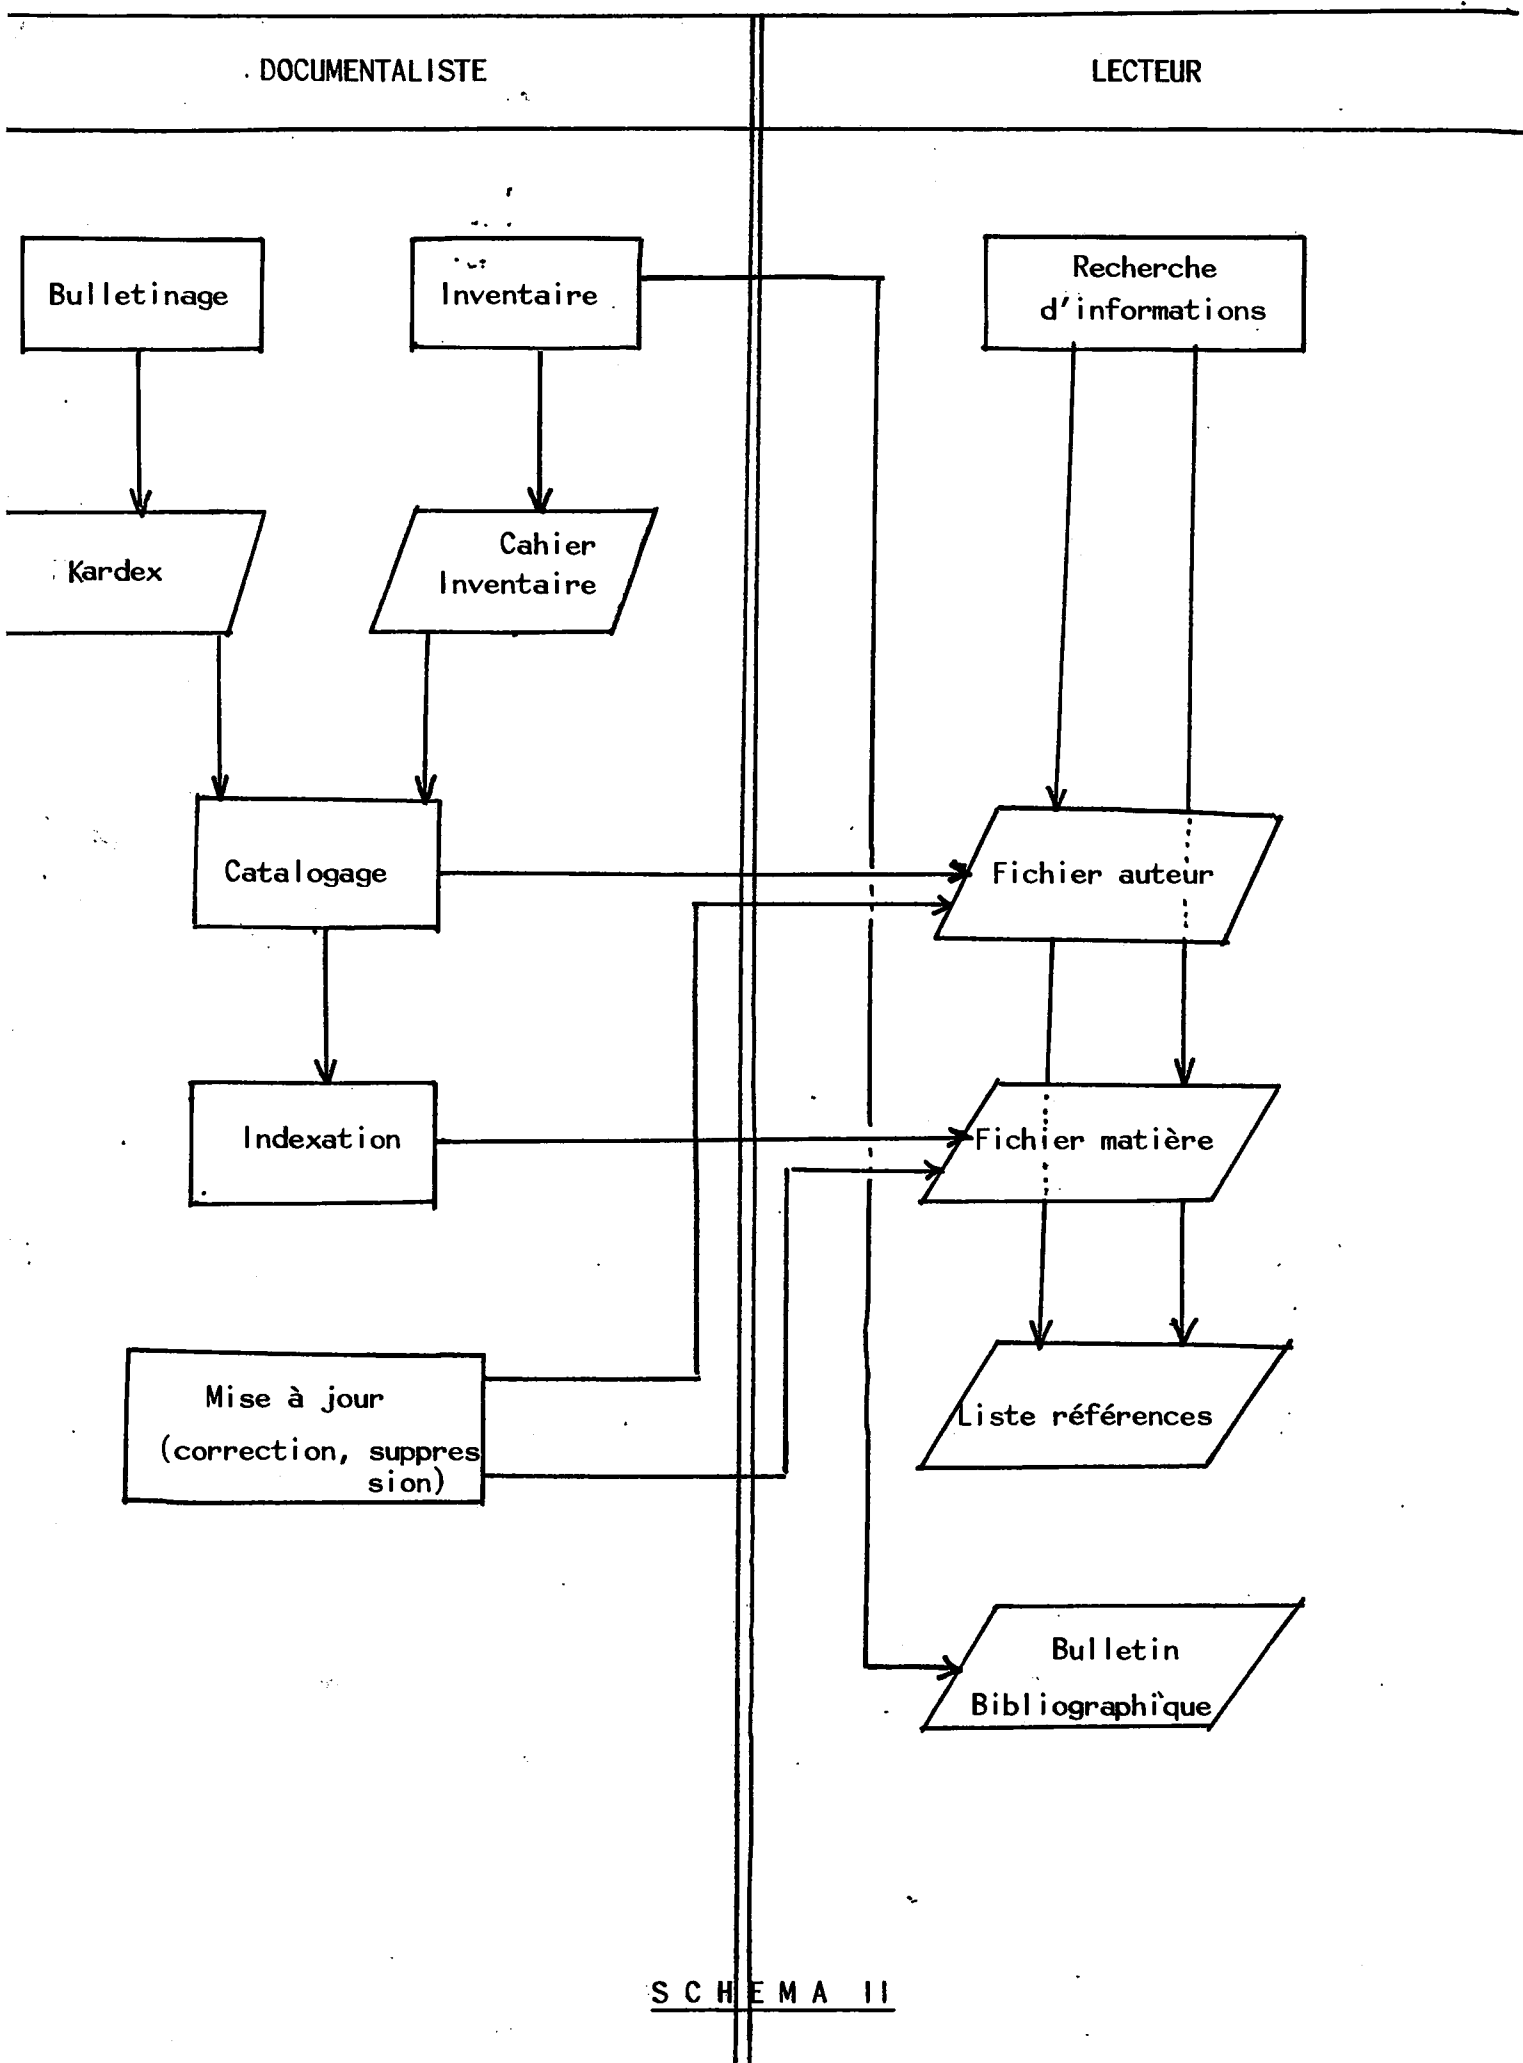 DOCUMENTALISTE
LECTEUR
Bulletinage
Inventaire
Recherche
d'informations
Kardex
Cahier
Inventaire
Catalogage
Fichier auteur
Indexation
Fichier matière
Mise à jour
(correction, suppres
sion)
Liste références
Bulletin
Bibliographique
SCHEMA II